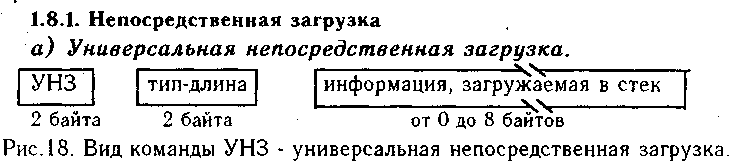 1.8.1. Непосредственная загрузка
а) Универсальная непосредственная загрузка.
УНЗ тип-длина информация, загружаемая в стек
2 байта 2 байта от 0 до 8 байтов
Рис.18. Вид команды УНЗ - универсальная непосредственная загрузка.